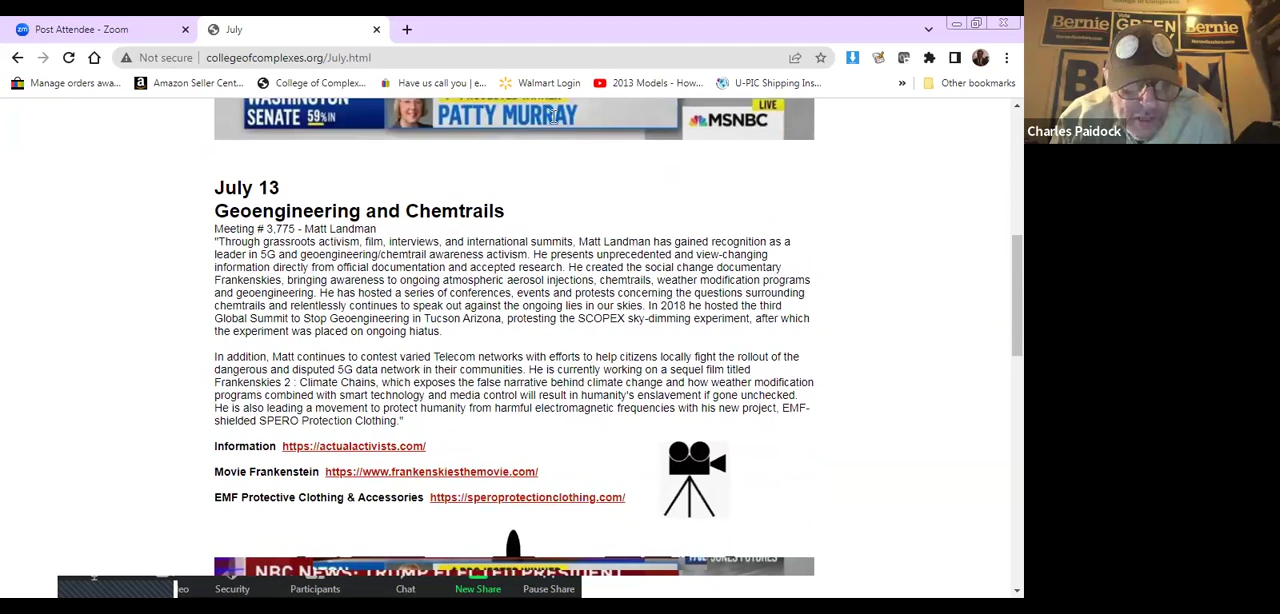 Post Attendee - Zoom
July
Not secure
collegeofcomplexes.org/July.html
Manage orders awa...
Amazon Seller Cent...
College of Complex...
Have us call you | e...
Walmart Login
2013 Models - How...
U-PIC Shipping Ins...
Other bookmarks
Bernie
GREEN
Bernie
Charles Paidock
WASHINGTON
SENATE 59% IN
PATTY MURRAY
LIVE
MSNBC
July 13
Geoengineering and Chemtrails
Meeting # 3,775 - Matt Landman
"Through grassroots activism, film, interviews, and international summits, Matt Landman has gained recognition as a
leader in 5G and geoengineering/chemtrail awareness activism. He presents unprecedented and view-changing
information directly from official documentation and accepted research. He created the social change documentary
Frankenskies, bringing awareness to ongoing atmospheric aerosol injections, chemtrails, weather modification programs
and geoengineering. He has hosted a series of conferences, events and protests concerning the questions surrounding
chemtrails and relentlessly continues to speak out against the ongoing lies in our skies. In 2018 he hosted the third
Global Summit to Stop Geoengineering in Tucson Arizona, protesting the SCOPEX sky-dimming experiment, after which
the experiment was placed on ongoing hiatus.
In addition, Matt continues to contest varied Telecom networks with efforts to help citizens locally fight the rollout of the
dangerous and disputed 5G data network in their communities. He is currently working on a sequel film titled
Frankenskies 2 : Climate Chains, which exposes the false narrative behind climate change and how weather modification
programs combined with smart technology and media control will result in humanity's enslavement if gone unchecked.
He is also leading a movement to protect humanity from harmful electromagnetic frequencies with his new project, EMF-
shielded SPERO Protection Clothing."
Information https://actualactivists.com/
Movie Frankenstein https://www.frankenskiesthemovie.com/
EMF Protective Clothing & Accessories https://speroprotectionclothing.com/
NBC NEWS: TRUMP ELECTED PRESIDENT
Security
Participants
Chat
New Share
Pause Share